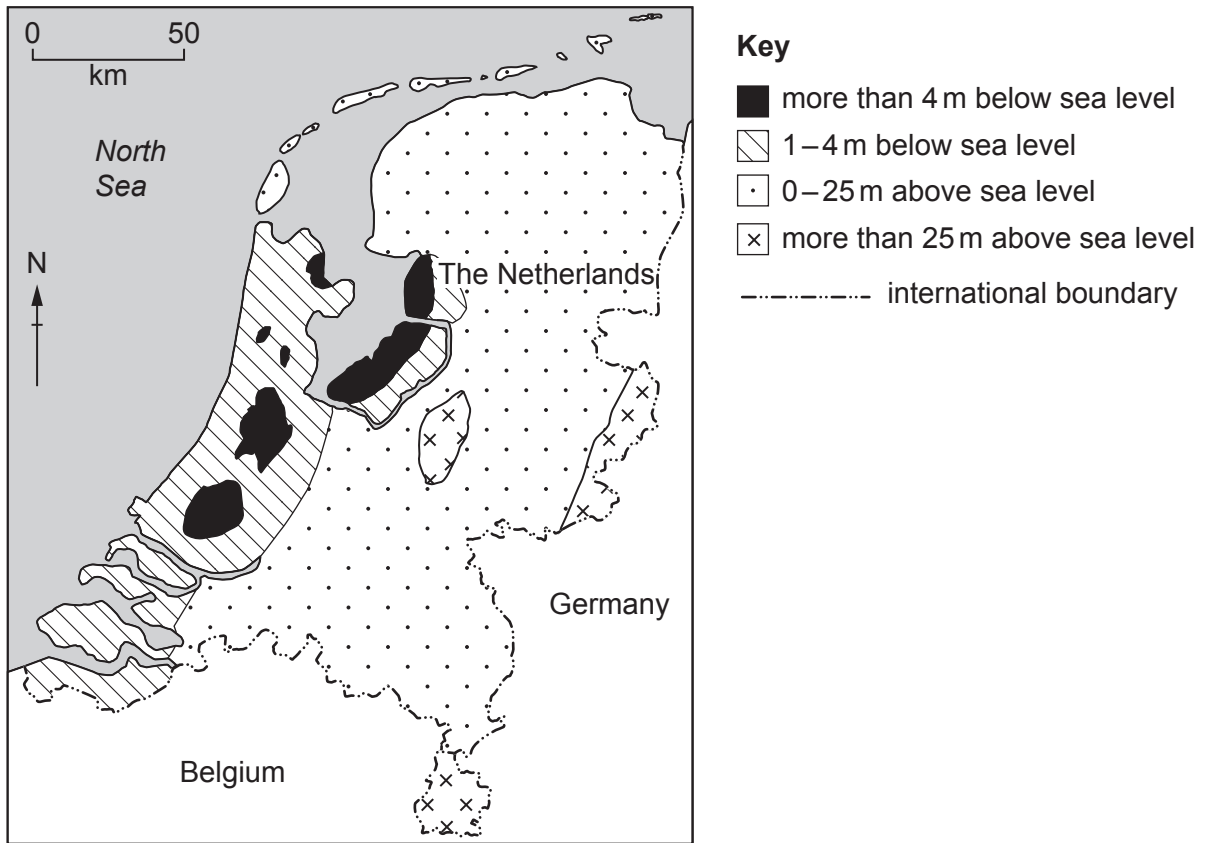 0 50
km
North
Sea
N
The Netherlands
Germany
Belgium
Key
more than 4 m below sea level
1 – 4 m below sea level
0 – 25 m above sea level
more than 25 m above sea level
international boundary